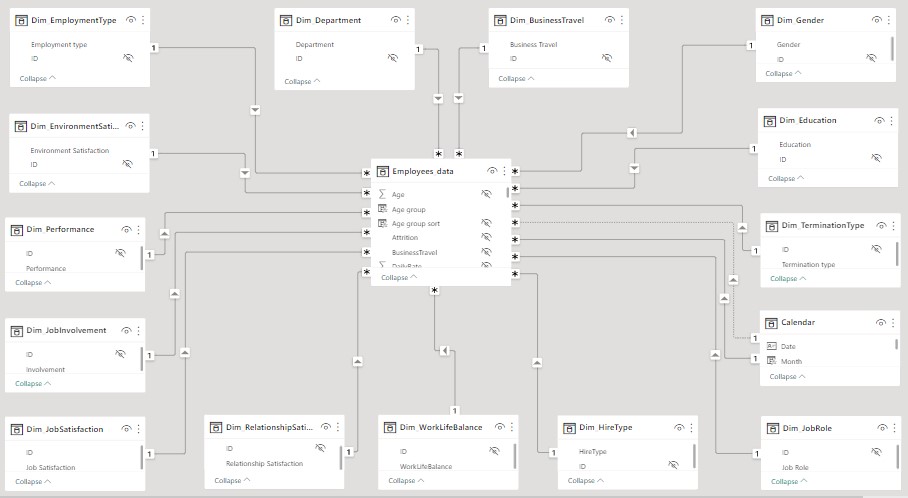 Dim_EmploymentType
Employment type
ID
Collapse
1
Dim_Department
Department
ID
Collapse
1
Dim_BusinessTravel
Business Travel
ID
Collapse
1
Dim_Gender
Gender
ID
Collapse
1
Dim_EnvironmentSati...
Environment Satisfaction
ID
Collapse
1
Dim_Education
Education
ID
Collapse
1
Employees_data
Age
Age group
Age group sort
Attrition
BusinessTravel
DailyRate
Collapse
Dim_Performance
ID
Performance
Collapse
1
Dim_TerminationType
ID
Termination type
Collapse
1
Dim_JobInvolvement
ID
Involvement
Collapse
1
Calendar
Date
Month
Collapse
1
1
Dim_JobSatisfaction
ID
Job Satisfaction
Collapse
1
Dim_RelationshipSati...
ID
Relationship Satisfaction
Collapse
1
Dim_WorkLifeBalance
ID
WorkLifeBalance
Collapse
1
Dim_HireType
HireType
ID
Collapse
1
Dim_JobRole
ID
Job Role
Collapse
1